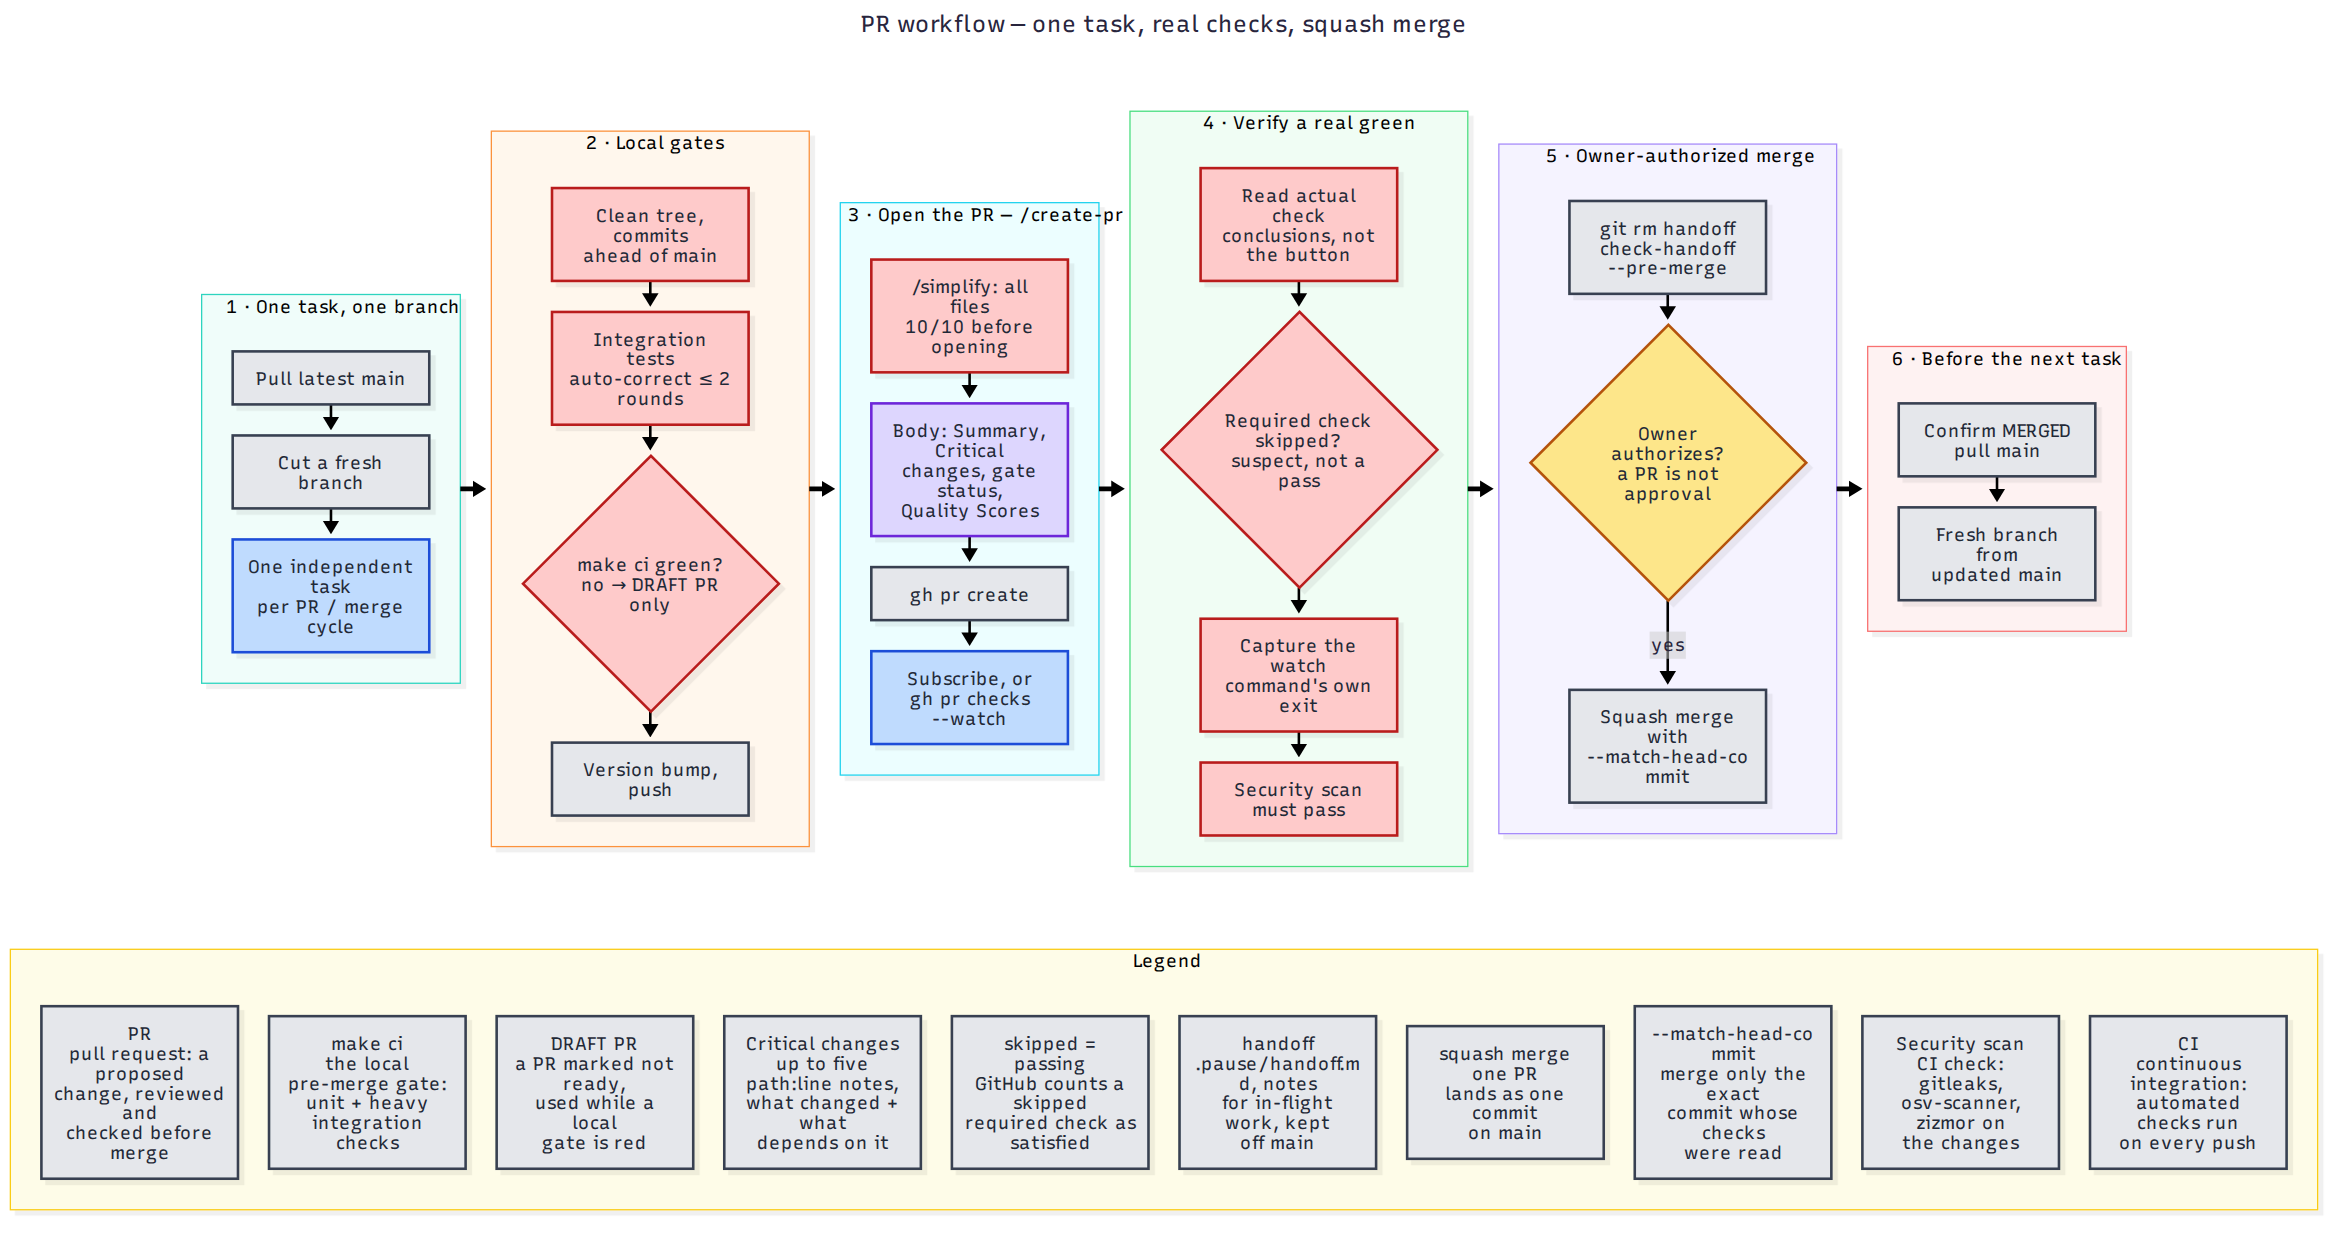 PR workflow — one task, real checks, squash merge
1 · One task, one branch
Pull latest main
Cut a fresh
branch
One independent
task
per PR / merge
cycle
2 · Local gates
Clean tree,
commits
ahead of main
Integration
tests
auto-correct ≤ 2
rounds
make ci green?
no → DRAFT PR
only
Version bump,
push
3 · Open the PR — /create-pr
/simplify: all
files
10/10 before
opening
Body: Summary,
Critical
changes, gate
status,
Quality Scores
gh pr create
Subscribe, or
gh pr checks
--watch
4 · Verify a real green
Read actual
check
conclusions, not
the button
Required check
skipped?
suspect, not a
pass
Capture the
watch
command's own
exit
Security scan
must pass
5 · Owner-authorized merge
git rm handoff
check-handoff
--pre-merge
Owner
authorizes?
a PR is not
approval
yes
Squash merge
with
--match-head-co
mmit
6 · Before the next task
Confirm MERGED
pull main
Fresh branch
from
updated main
Legend
PR
pull request: a
proposed
change, reviewed
and
checked before
merge
make ci
the local
pre-merge gate:
unit + heavy
integration
checks
DRAFT PR
a PR marked not
ready,
used while a
local
gate is red
Critical changes
up to five
path:line notes,
what changed +
what
depends on it
skipped =
passing
GitHub counts a
skipped
required check as
satisfied
handoff
.pause/handoff.m
d, notes
for in-flight
work, kept
off main
squash merge
one PR
lands as one
commit
on main
--match-head-co
mmit
merge only the
exact
commit whose
checks
were read
Security scan
CI check:
gitleaks,
osv-scanner,
zizmor on
the changes
CI
continuous
integration:
automated
checks run
on every push